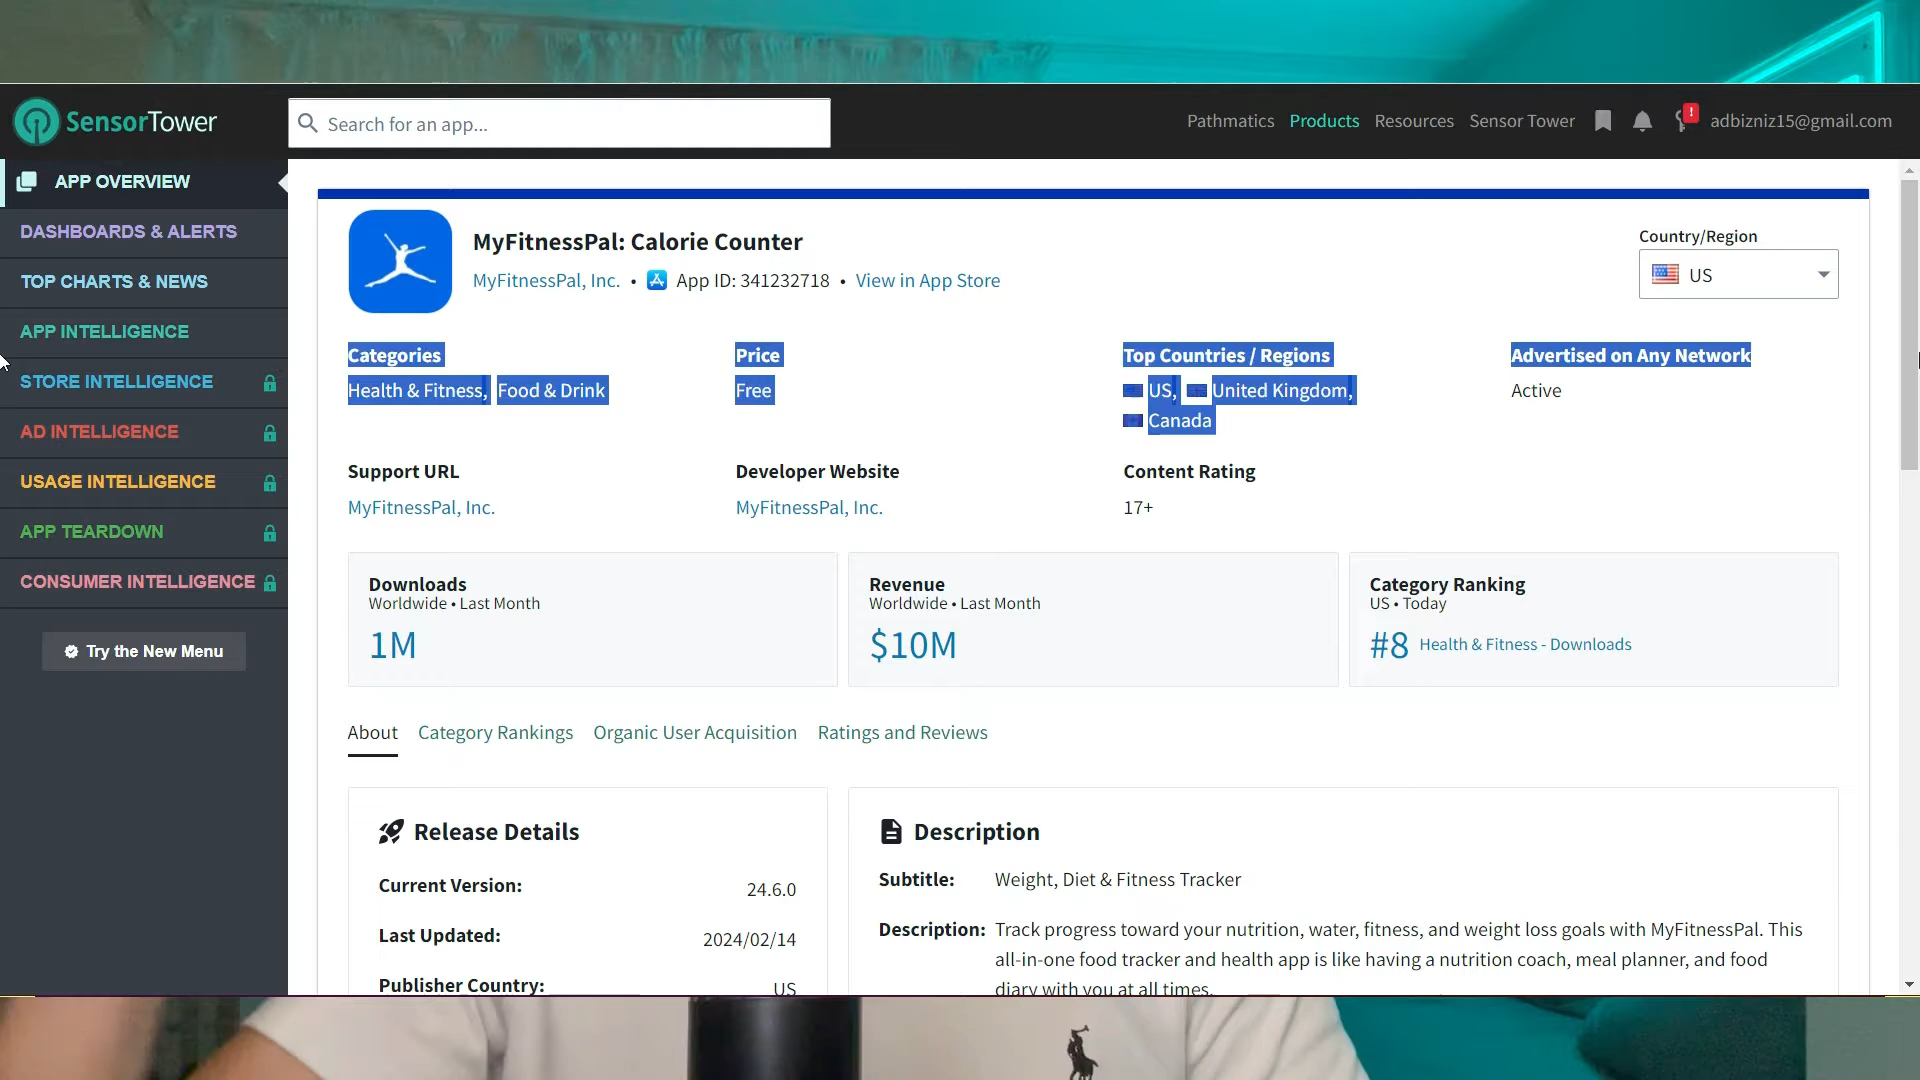 SensorTower
Search for an app...
Pathmatics Products Resources Sensor Tower ! adbizniz15@gmail.com
APP OVERVIEW
DASHBOARDS & ALERTS
TOP CHARTS & NEWS
APP INTELLIGENCE
STORE INTELLIGENCE
AD INTELLIGENCE
USAGE INTELLIGENCE
APP TEARDOWN
CONSUMER INTELLIGENCE
Try the New Menu
MyFitnessPal: Calorie Counter
MyFitnessPal, Inc. • App ID: 341232718 • View in App Store
Country/Region
US
Categories
Health & Fitness, Food & Drink
Price
Free
Top Countries / Regions
US, United Kingdom,
Canada
Advertised on Any Network
Active
Support URL
MyFitnessPal, Inc.
Developer Website
MyFitnessPal, Inc.
Content Rating
17+
Downloads
Worldwide • Last Month
1M
Revenue
Worldwide • Last Month
$10M
Category Ranking
US • Today
#8 Health & Fitness - Downloads
About Category Rankings Organic User Acquisition Ratings and Reviews
Release Details
Current Version: 24.6.0
Last Updated: 2024/02/14
Publisher Country: US
Description
Subtitle: Weight, Diet & Fitness Tracker
Description: Track progress toward your nutrition, water, fitness, and weight loss goals with MyFitnessPal. This
all-in-one food tracker and health app is like having a nutrition coach, meal planner, and food
diary with you at all times.